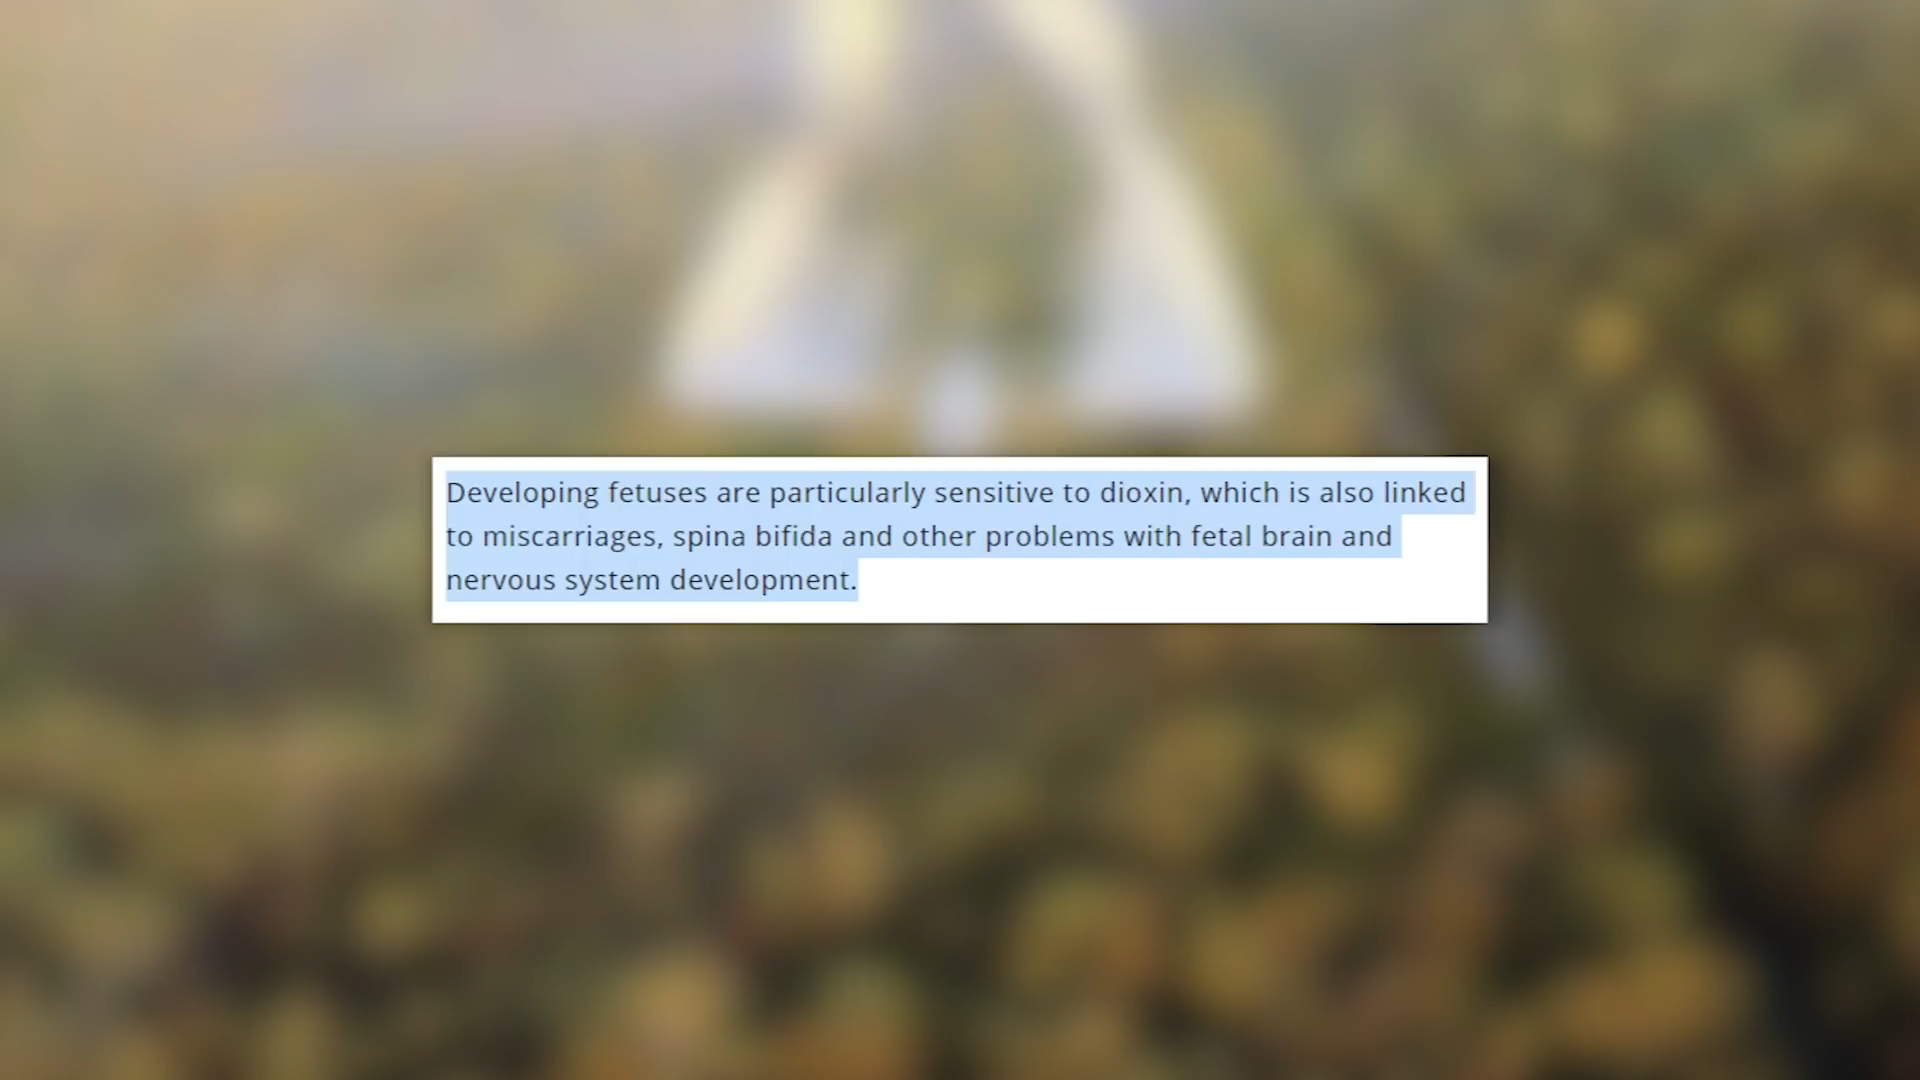 Developing fetuses are particularly sensitive to dioxin, which is also linked
to miscarriages, spina bifida and other problems with fetal brain and
nervous system development.